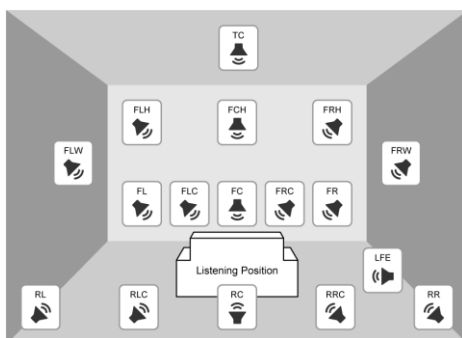 TC
FLH
FCH
FRH
FLW
FRW
FL
FLC
FC
FRC
FR
Listening Position
LFE
RL
RLC
RC
RRC
RR